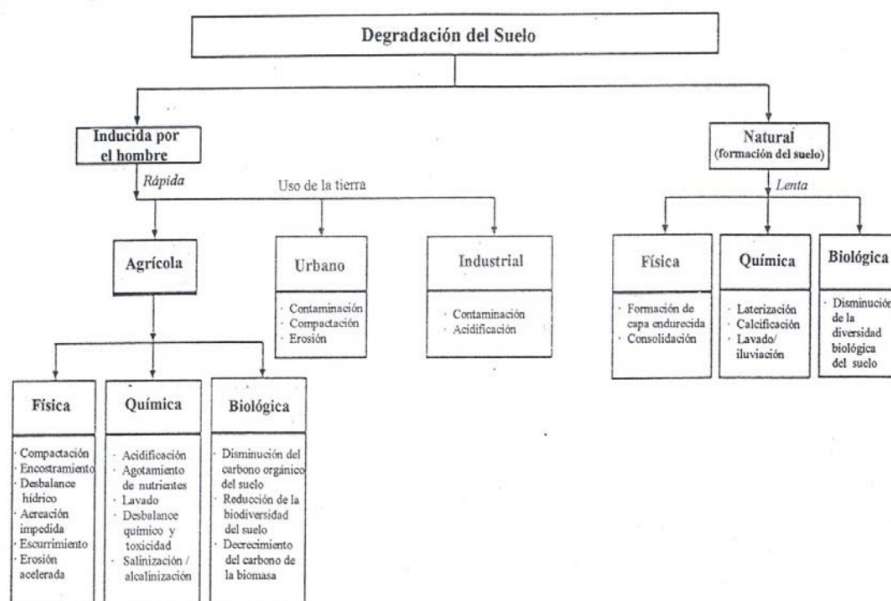 Degradación del Suelo
Inducida por
el hombre
Natural
(formación del suelo)
Rápida
Uso de la tierra
Lenta
Agrícola
Urbano
· Contaminación
· Compactación
· Erosión
Industrial
· Contaminación
· Acidificación
Física
· Formación de
capa endurecida
· Consolidación
Química
· Laterización
· Calcificación
· Lavado/
iluviación
Biológica
· Disminución
de la
diversidad
biológica
del suelo
Física
· Compactación
· Encostramiento
· Desbalance
hídrico
· Aereación
impedida
· Escurrimiento
· Erosión
acelerada
Química
· Acidificación
· Agotamiento
de nutrientes
· Lavado
· Desbalance
químico y
toxicidad
· Salinización /
alcalinización
Biológica
· Disminución del
carbono orgánico
del suelo
· Reducción de la
biodiversidad
del suelo
· Decrecimiento
del carbono de
la biomasa